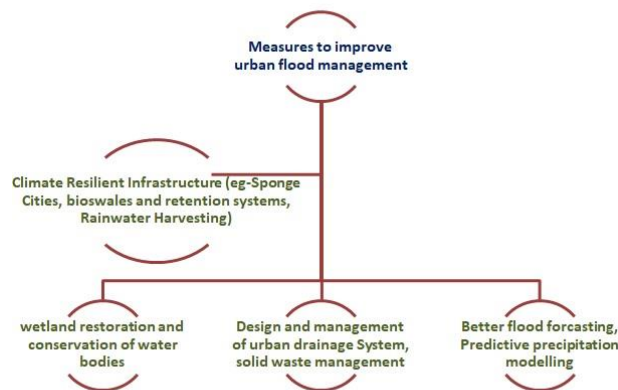 Measures to improve
urban flood management
Climate Resilient Infrastructure (eg-Sponge
Cities, bioswales and retention systems,
Rainwater Harvesting)
wetland restoration and
conservation of water
bodies
Design and management
of urban drainage System,
solid waste management
Better flood forcasting,
Predictive precipitation
modelling